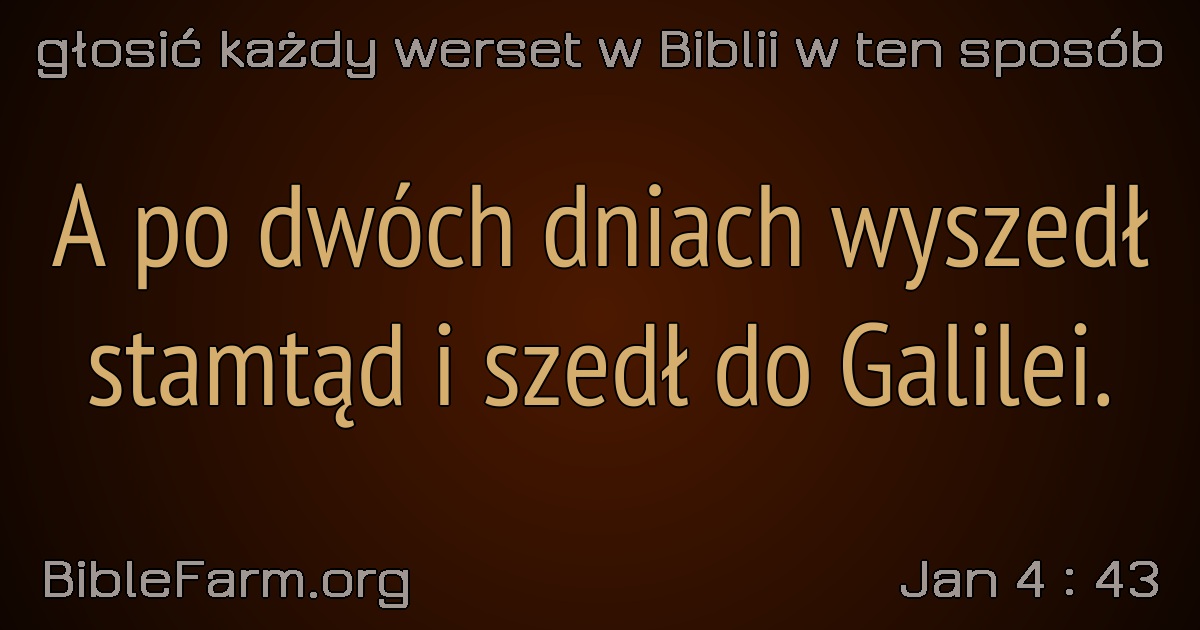 głosić każdy werset w Biblii w ten sposób
A po dwóch dniach wyszedł
stamtąd i szedł do Galilei.
BibleFarm.org
Jan 4 : 43